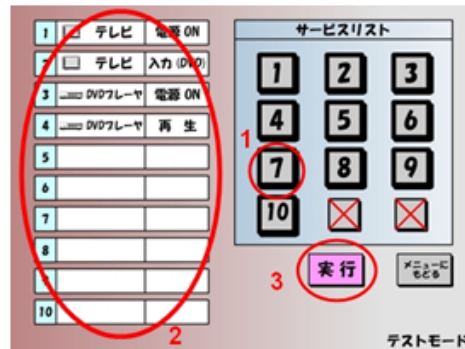 1 テレビ 電源 ON
2 テレビ 入力 (DVD)
3 DVDプレーヤ 電源 ON
4 DVDプレーヤ 再 生
5
6
7
8
9
10
2
サービスリスト
1 2 3
4 5 6
1
7 8 9
10
3
実行
メニューに
もどる
テストモード